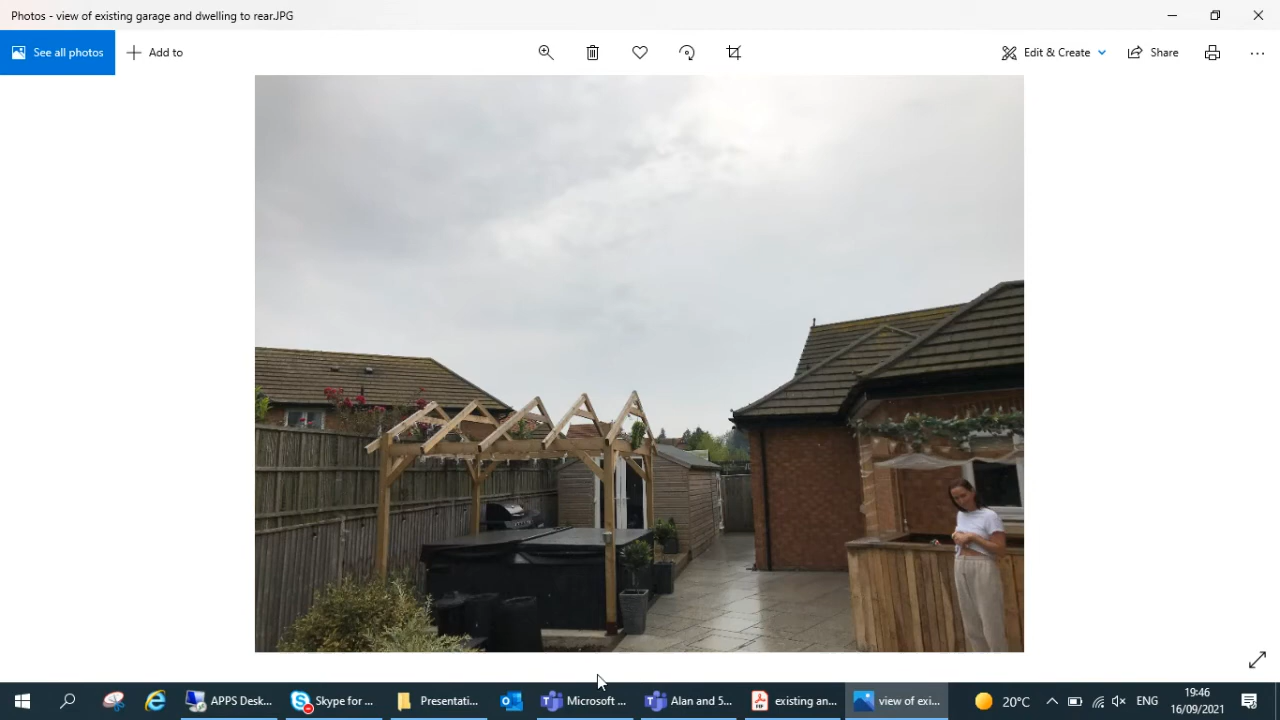 Photos - view of existing garage and dwelling to rear.JPG
See all photos
Add to
Edit & Create
Share
APPS Desk...
Skype for ...
Presentati...
Microsoft ...
Alan and 5...
existing an...
view of exi...
20°C
ENG
19:46
16/09/2021